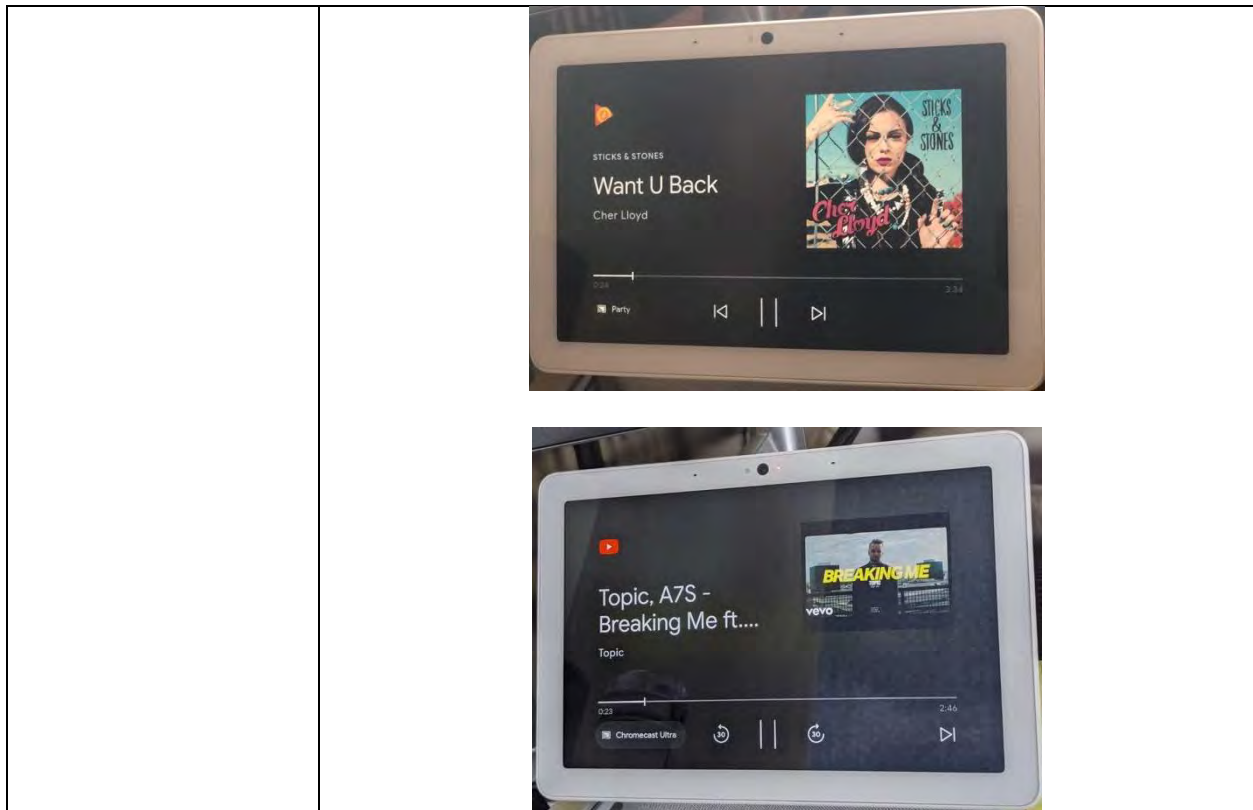 STICKS & STONES
Want U Back
Cher Lloyd
STICKS
&
STONES
Cher
Lloyd
0:24
2:34
Party
Topic, A7S -
Breaking Me ft....
Topic
BREAKING ME
vevo
0:23
2:46
Chromecast Ultra
30
30